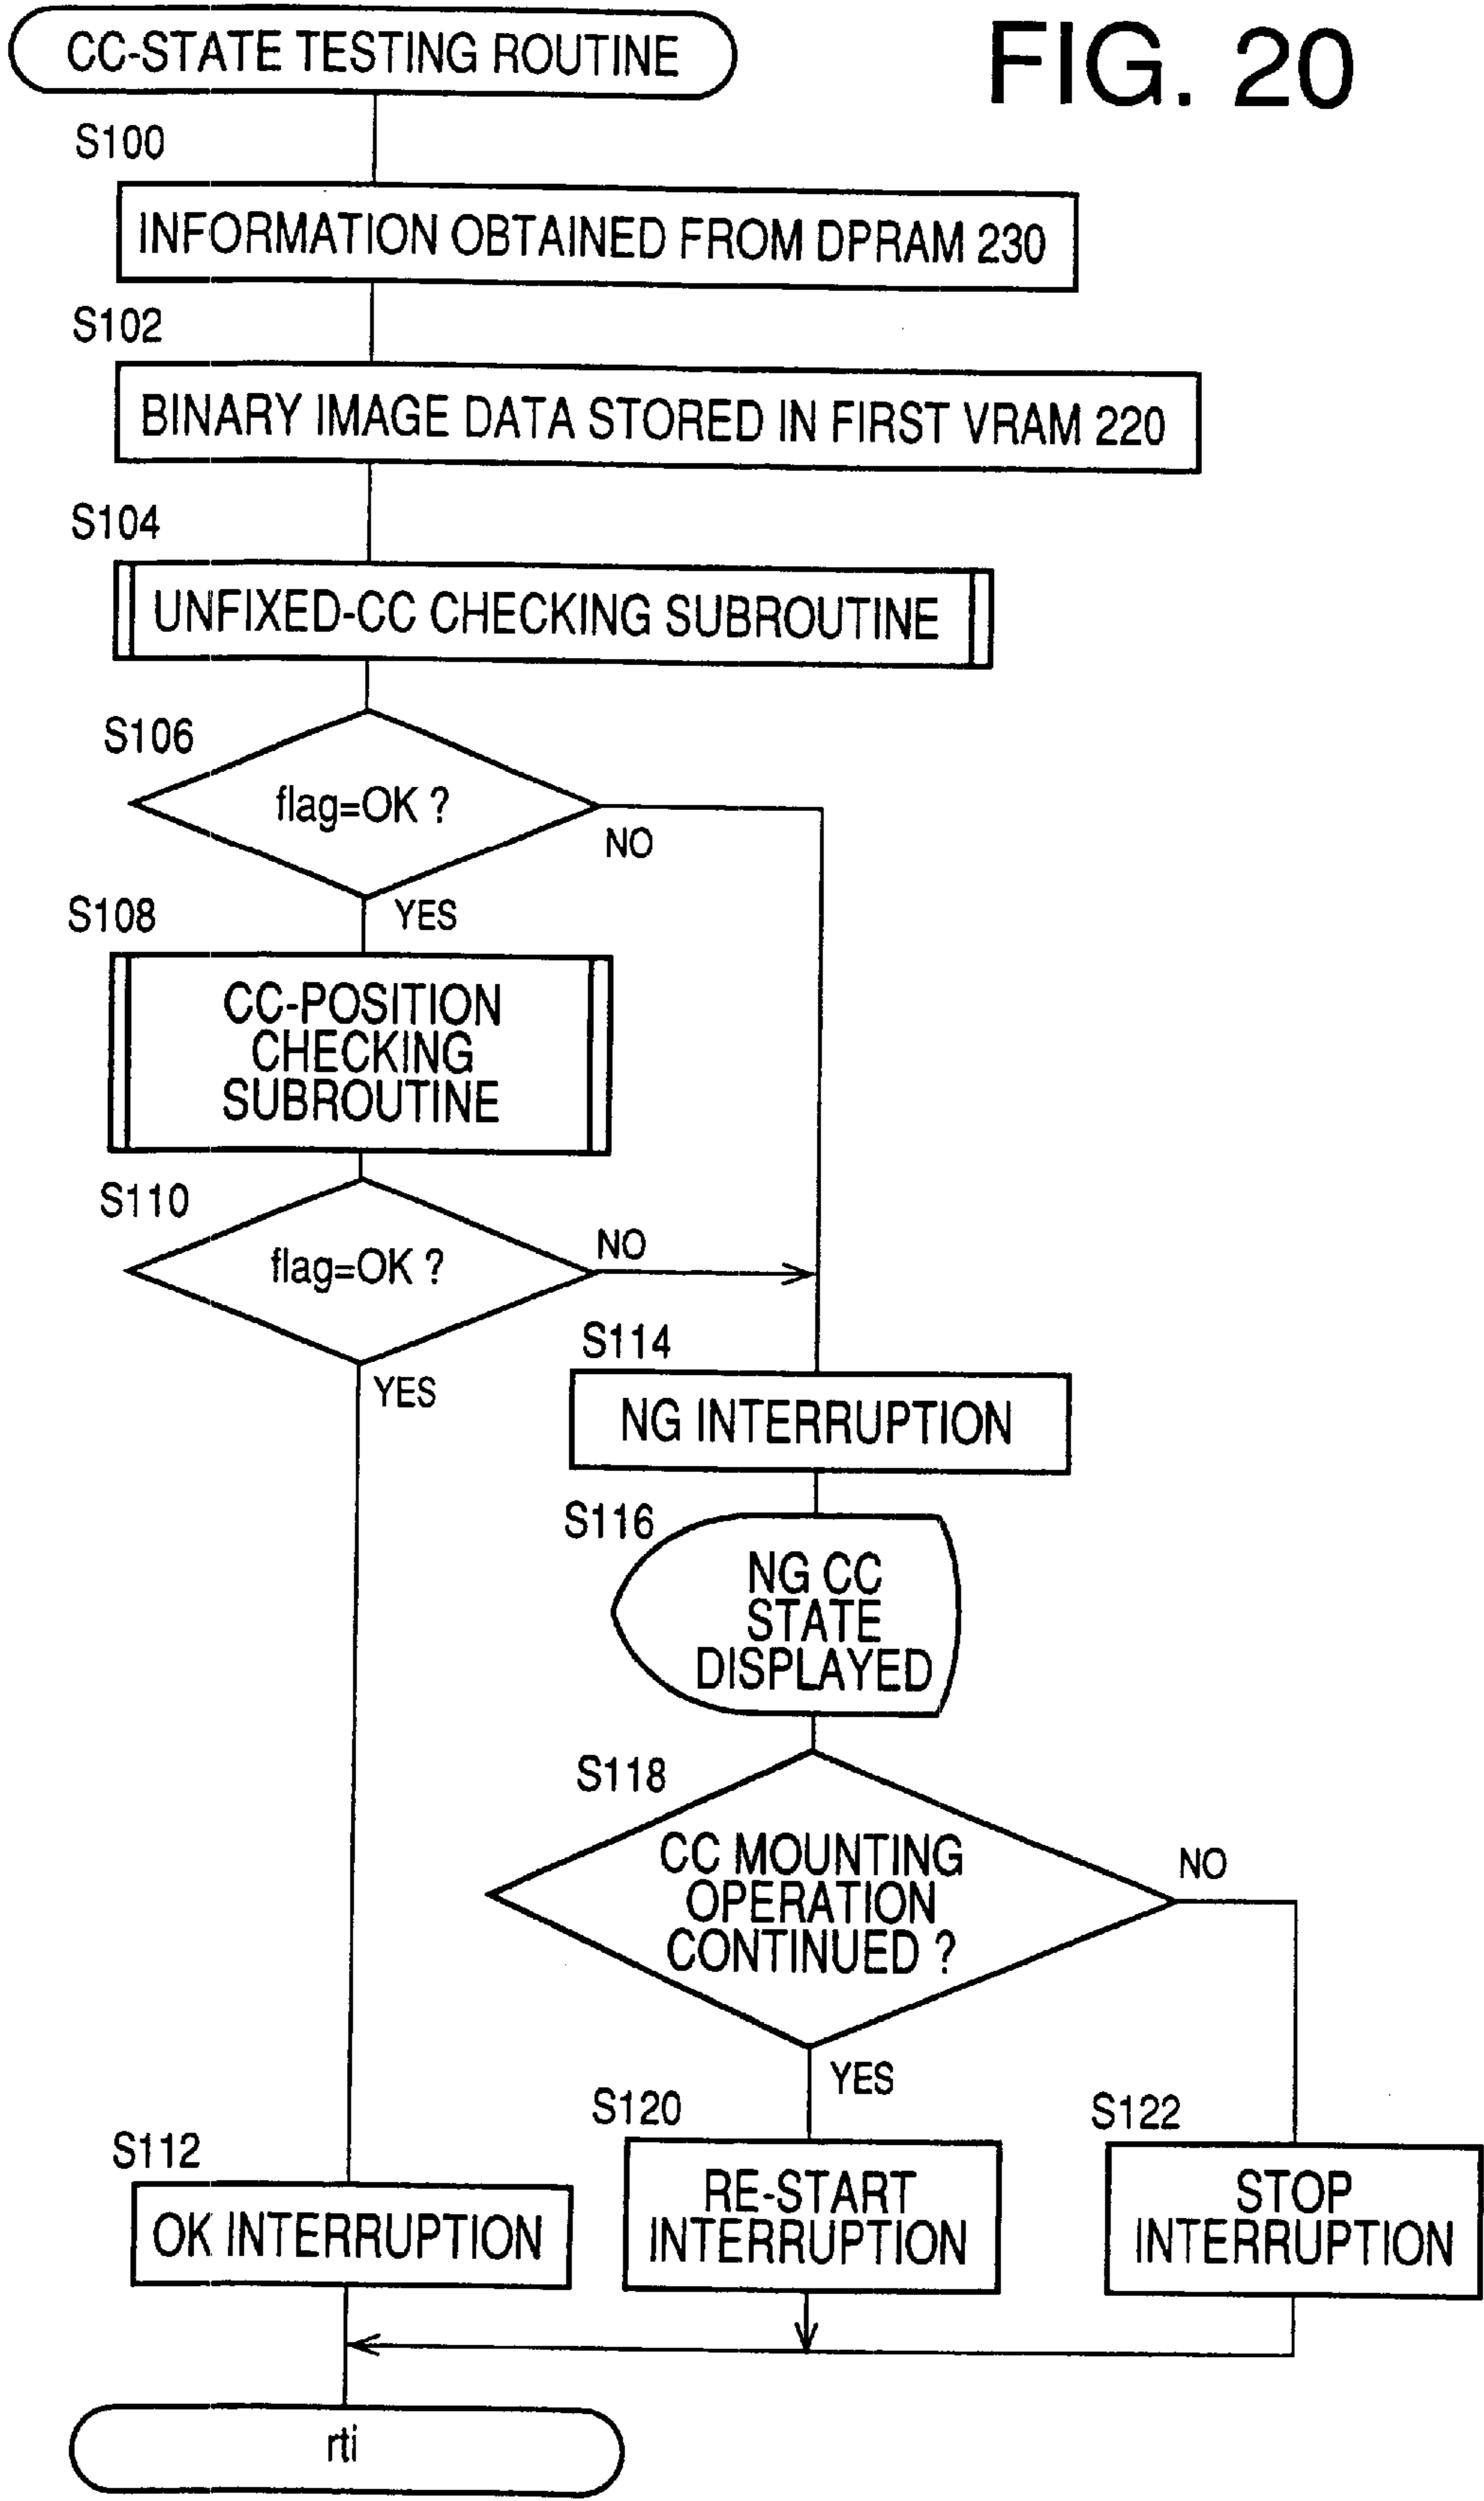 CC-STATE TESTING ROUTINE
FIG. 20
S100
INFORMATION OBTAINED FROM DPRAM 230
S102
BINARY IMAGE DATA STORED IN FIRST VRAM 220
S104
UNFIXED-CC CHECKING SUBROUTINE
S106
flag=OK ?
NO
YES
S108
CC-POSITION
CHECKING
SUBROUTINE
S110
flag=OK ?
NO
YES
S114
NG INTERRUPTION
S116
NG CC
STATE
DISPLAYED
S118
CC MOUNTING
OPERATION
CONTINUED ?
NO
YES
S120
RE-START
INTERRUPTION
S122
STOP
INTERRUPTION
S112
OK INTERRUPTION
rti